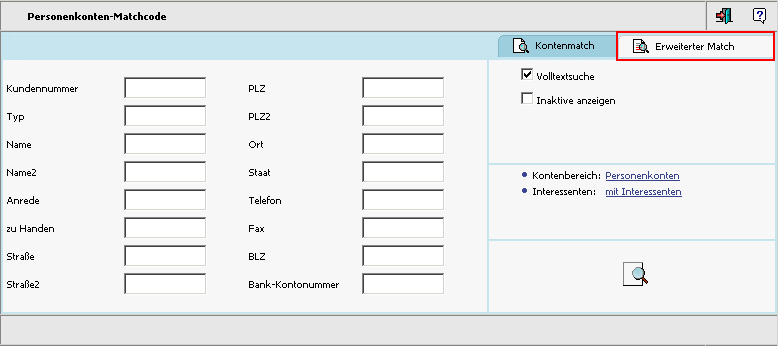 Personenkonten-Matchcode
Kontenmatch
Erweiterter Match
Kundennummer
PLZ
Typ
PLZ2
Name
Ort
Name2
Staat
Anrede
Telefon
zu Handen
Fax
Straße
BLZ
Straße2
Bank-Kontonummer
Volltextsuche
Inaktive anzeigen
• Kontenbereich: Personenkonten
• Interessenten: mit Interessenten